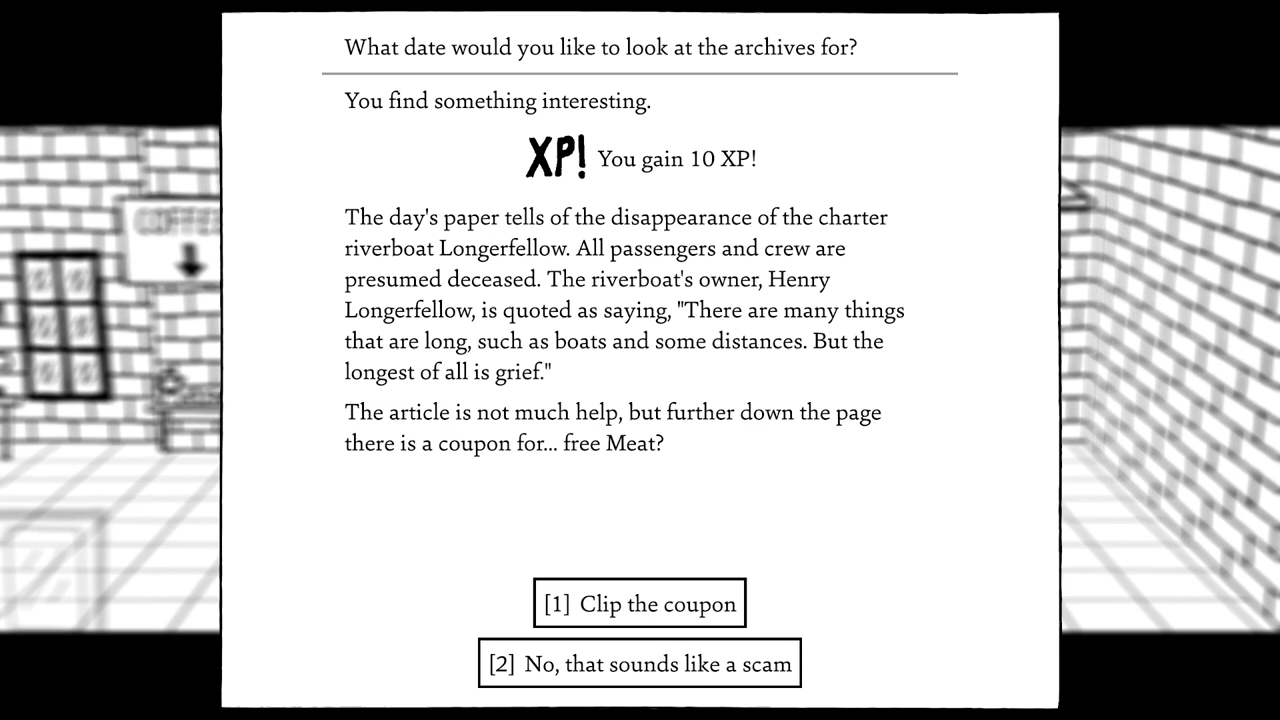 What date would you like to look at the archives for?
You find something interesting.
XP! You gain 10 XP!
The day's paper tells of the disappearance of the charter
riverboat Longerfellow. All passengers and crew are
presumed deceased. The riverboat's owner, Henry
Longerfellow, is quoted as saying, "There are many things
that are long, such as boats and some distances. But the
longest of all is grief."
The article is not much help, but further down the page
there is a coupon for... free Meat?
COFFEE
[1] Clip the coupon
[2] No, that sounds like a scam